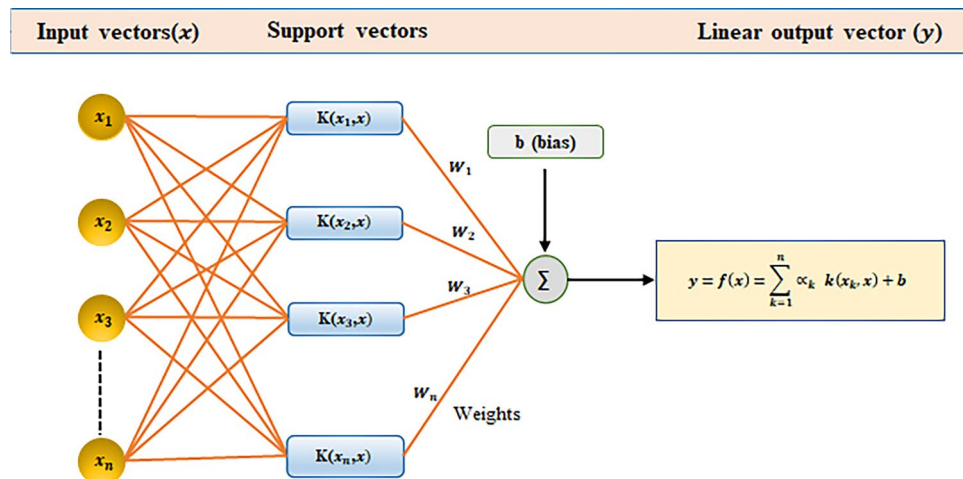 Input vectors(x) Support vectors Linear output vector (y)
x₁ K(x₁,x)
b (bias)
W₁
x₂ K(x₂,x) W₂
Σ y = f(x) = ∑ₖ₌₁ⁿ ∝ₖ k(xₖ, x) + b
W₃
x₃ K(x₃,x)
Wₙ
Weights
xₙ K(xₙ,x)